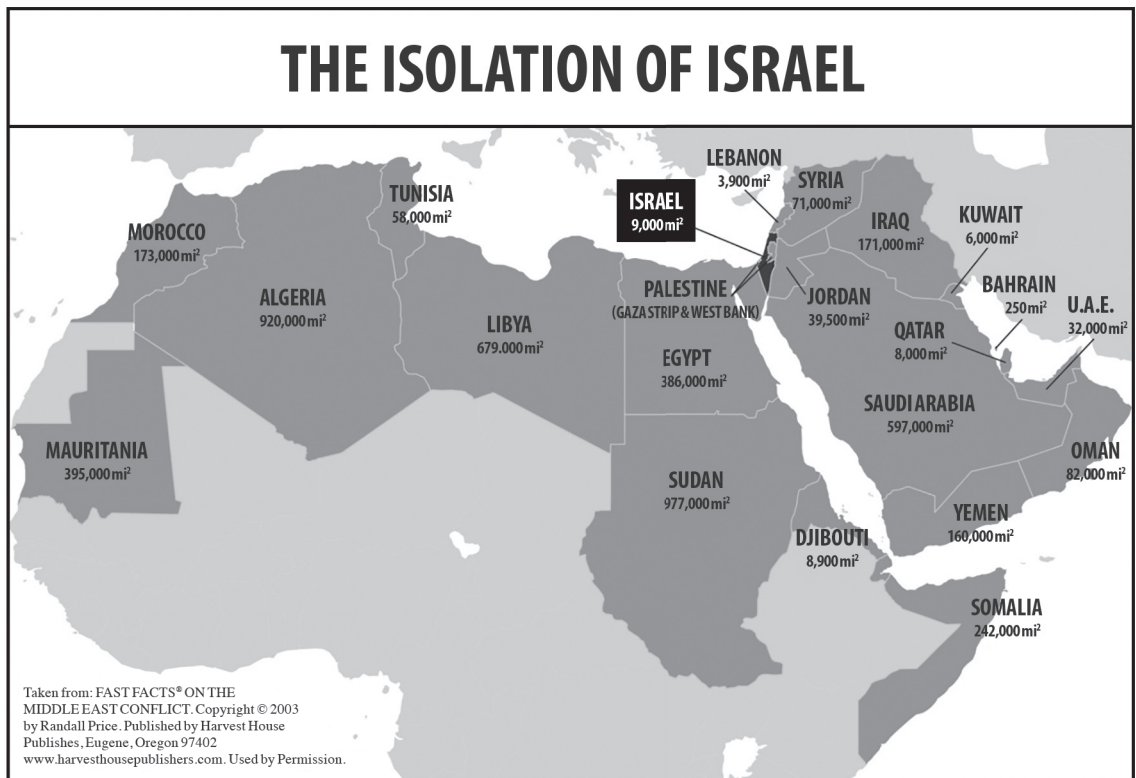 THE ISOLATION OF ISRAEL
LEBANON
3,900 mi²
SYRIA
71,000 mi²
TUNISIA
58,000 mi²
ISRAEL
9,000 mi²
IRAQ
171,000 mi²
KUWAIT
6,000 mi²
MOROCCO
173,000 mi²
BAHRAIN
250 mi²
U.A.E.
32,000 mi²
PALESTINE
(GAZA STRIP & WEST BANK)
JORDAN
39,500 mi²
ALGERIA
920,000 mi²
LIBYA
679.000 mi²
QATAR
8,000 mi²
EGYPT
386,000 mi²
SAUDI ARABIA
597,000 mi²
MAURITANIA
395,000 mi²
OMAN
82,000 mi²
SUDAN
977,000 mi²
YEMEN
160,000 mi²
DJIBOUTI
8,900 mi²
SOMALIA
242,000 mi²
Taken from: FAST FACTS® ON THE
MIDDLE EAST CONFLICT. Copyright © 2003
by Randall Price. Published by Harvest House
Publishes, Eugene, Oregon 97402
www.harvesthousepublishers.com. Used by Permission.